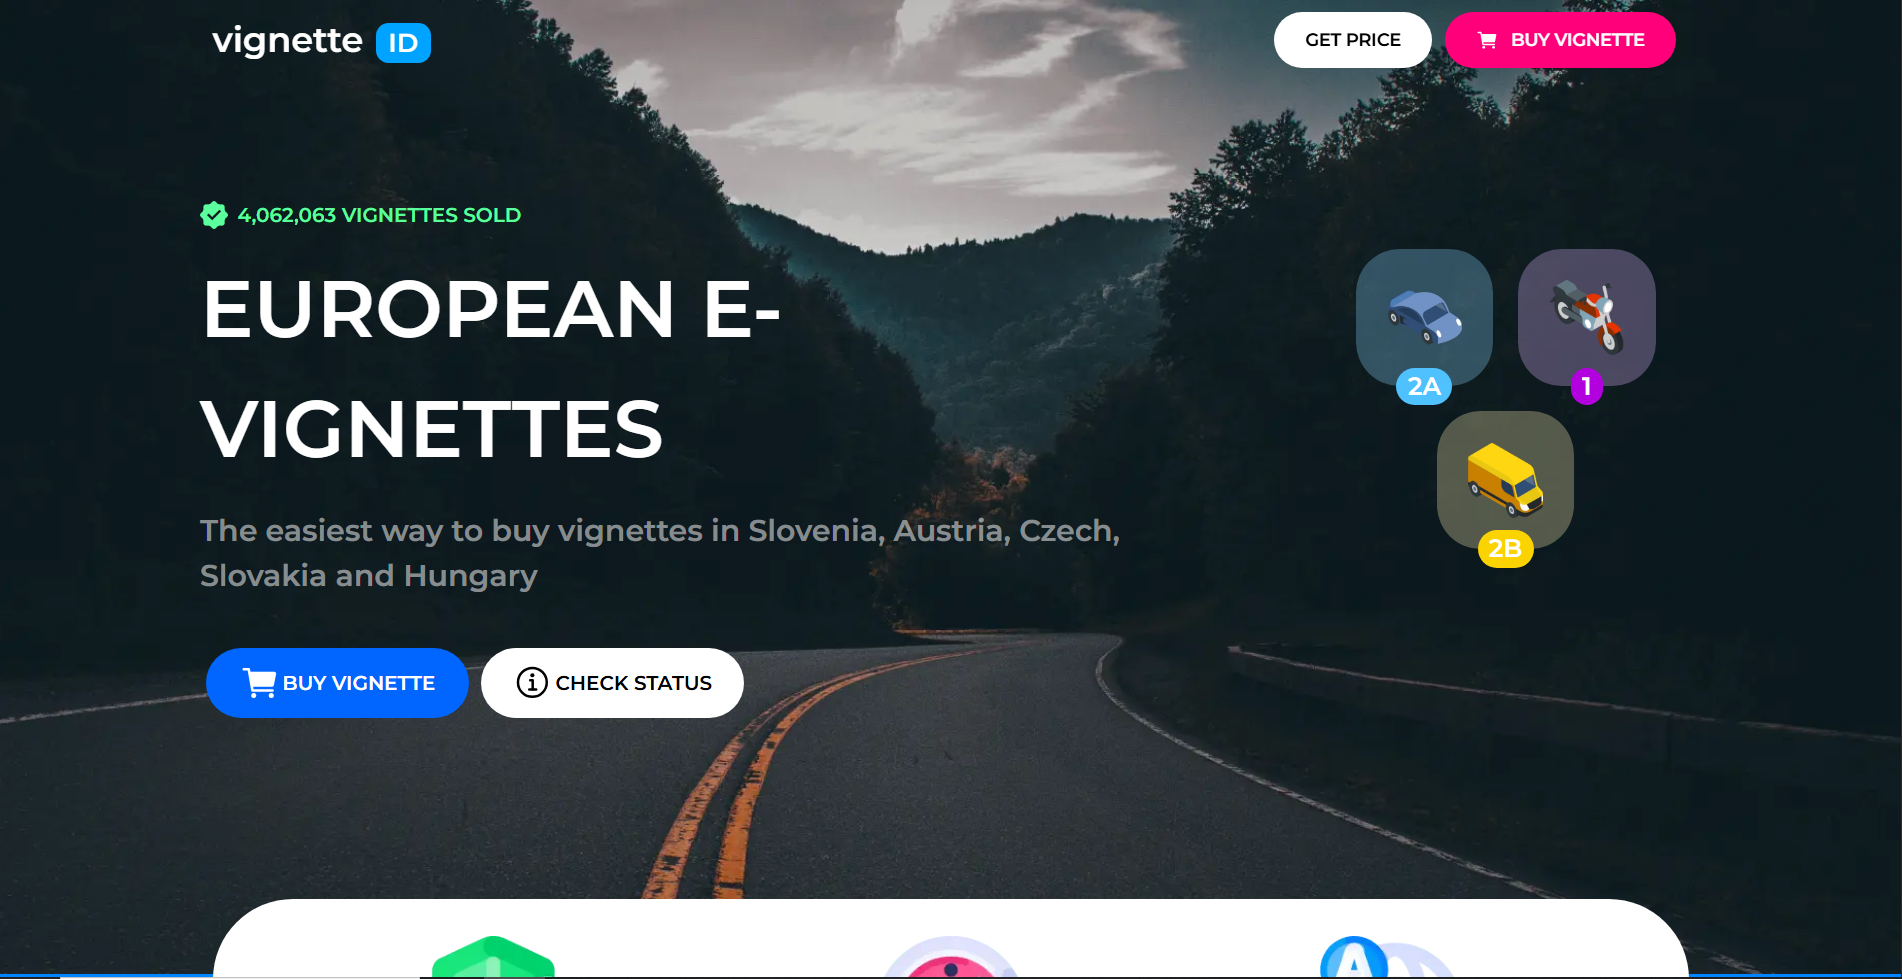 vignette ID
GET PRICE
BUY VIGNETTE
4,062,063 VIGNETTES SOLD
EUROPEAN E-
VIGNETTES
The easiest way to buy vignettes in Slovenia, Austria, Czech,
Slovakia and Hungary
BUY VIGNETTE
CHECK STATUS
2A
1
2B
A